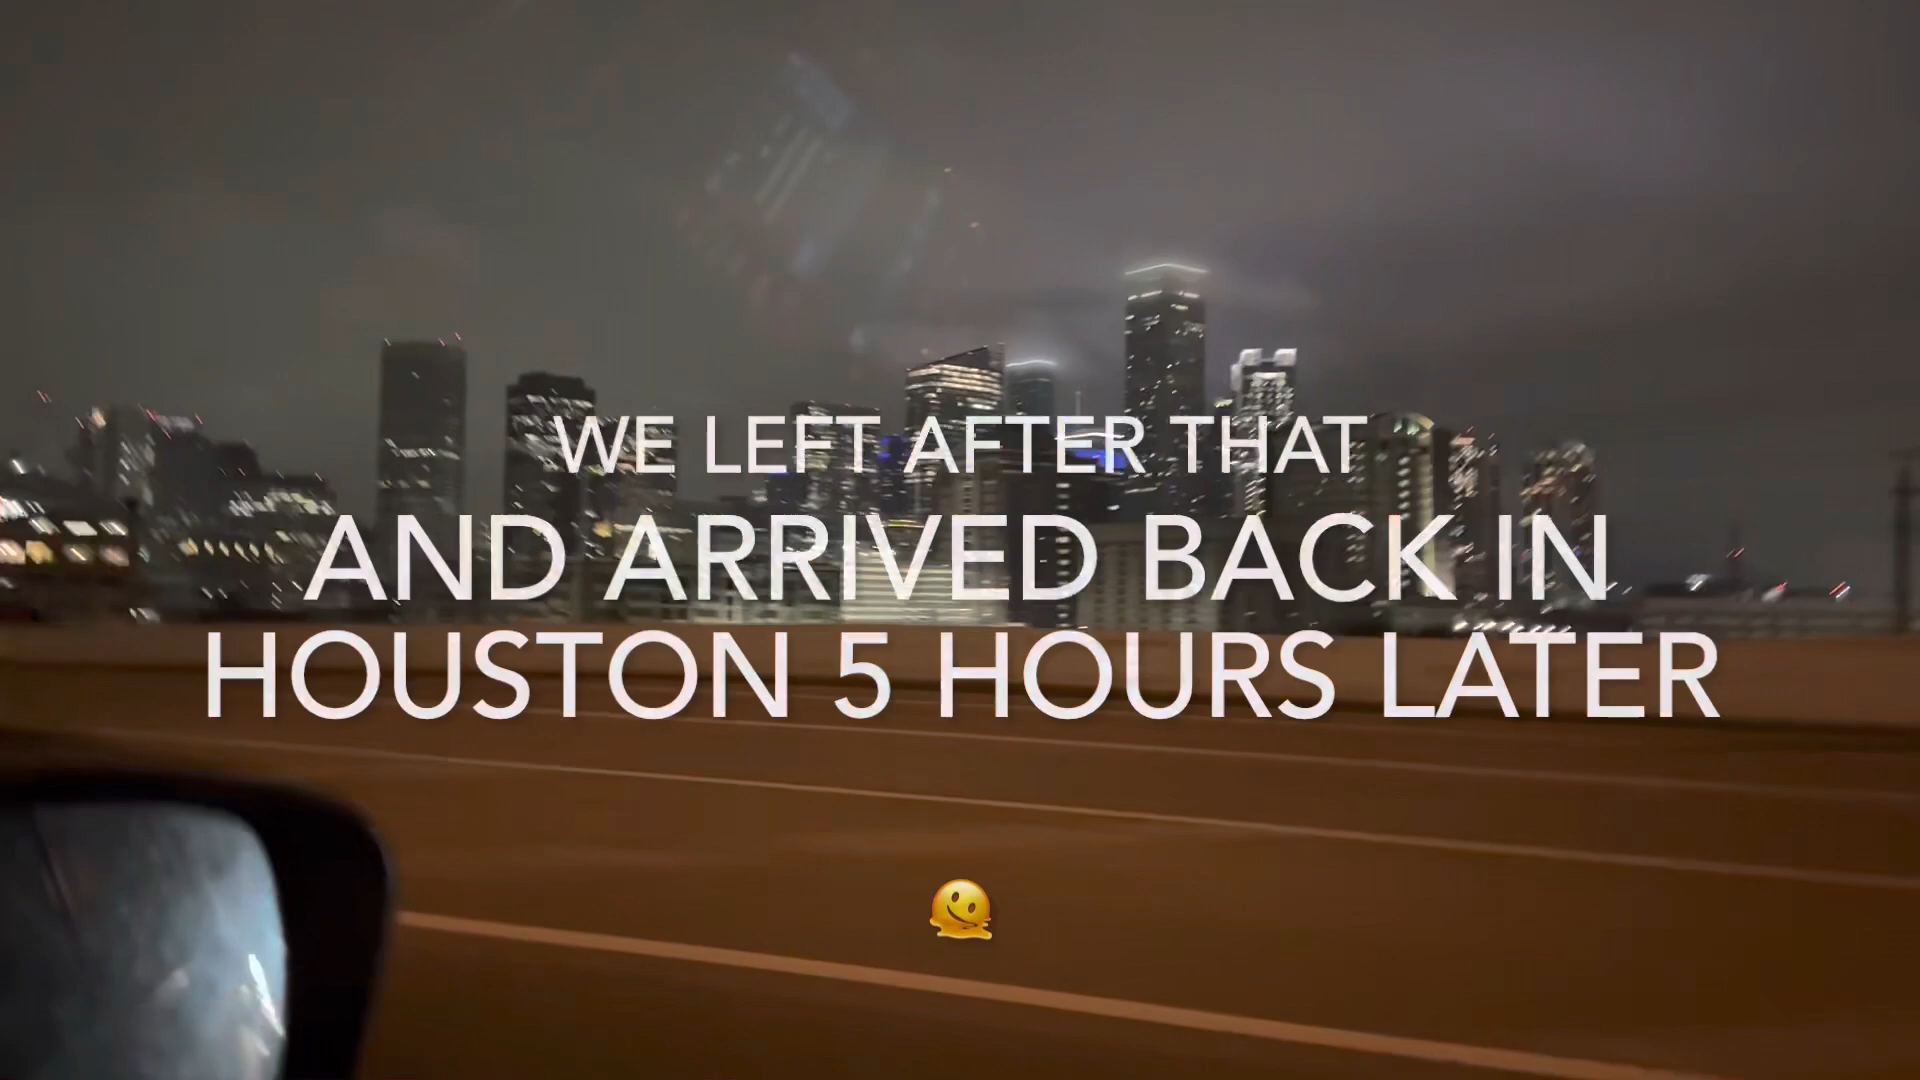 WE LEFT AFTER THAT
AND ARRIVED BACK IN
HOUSTON 5 HOURS LATER
🫠